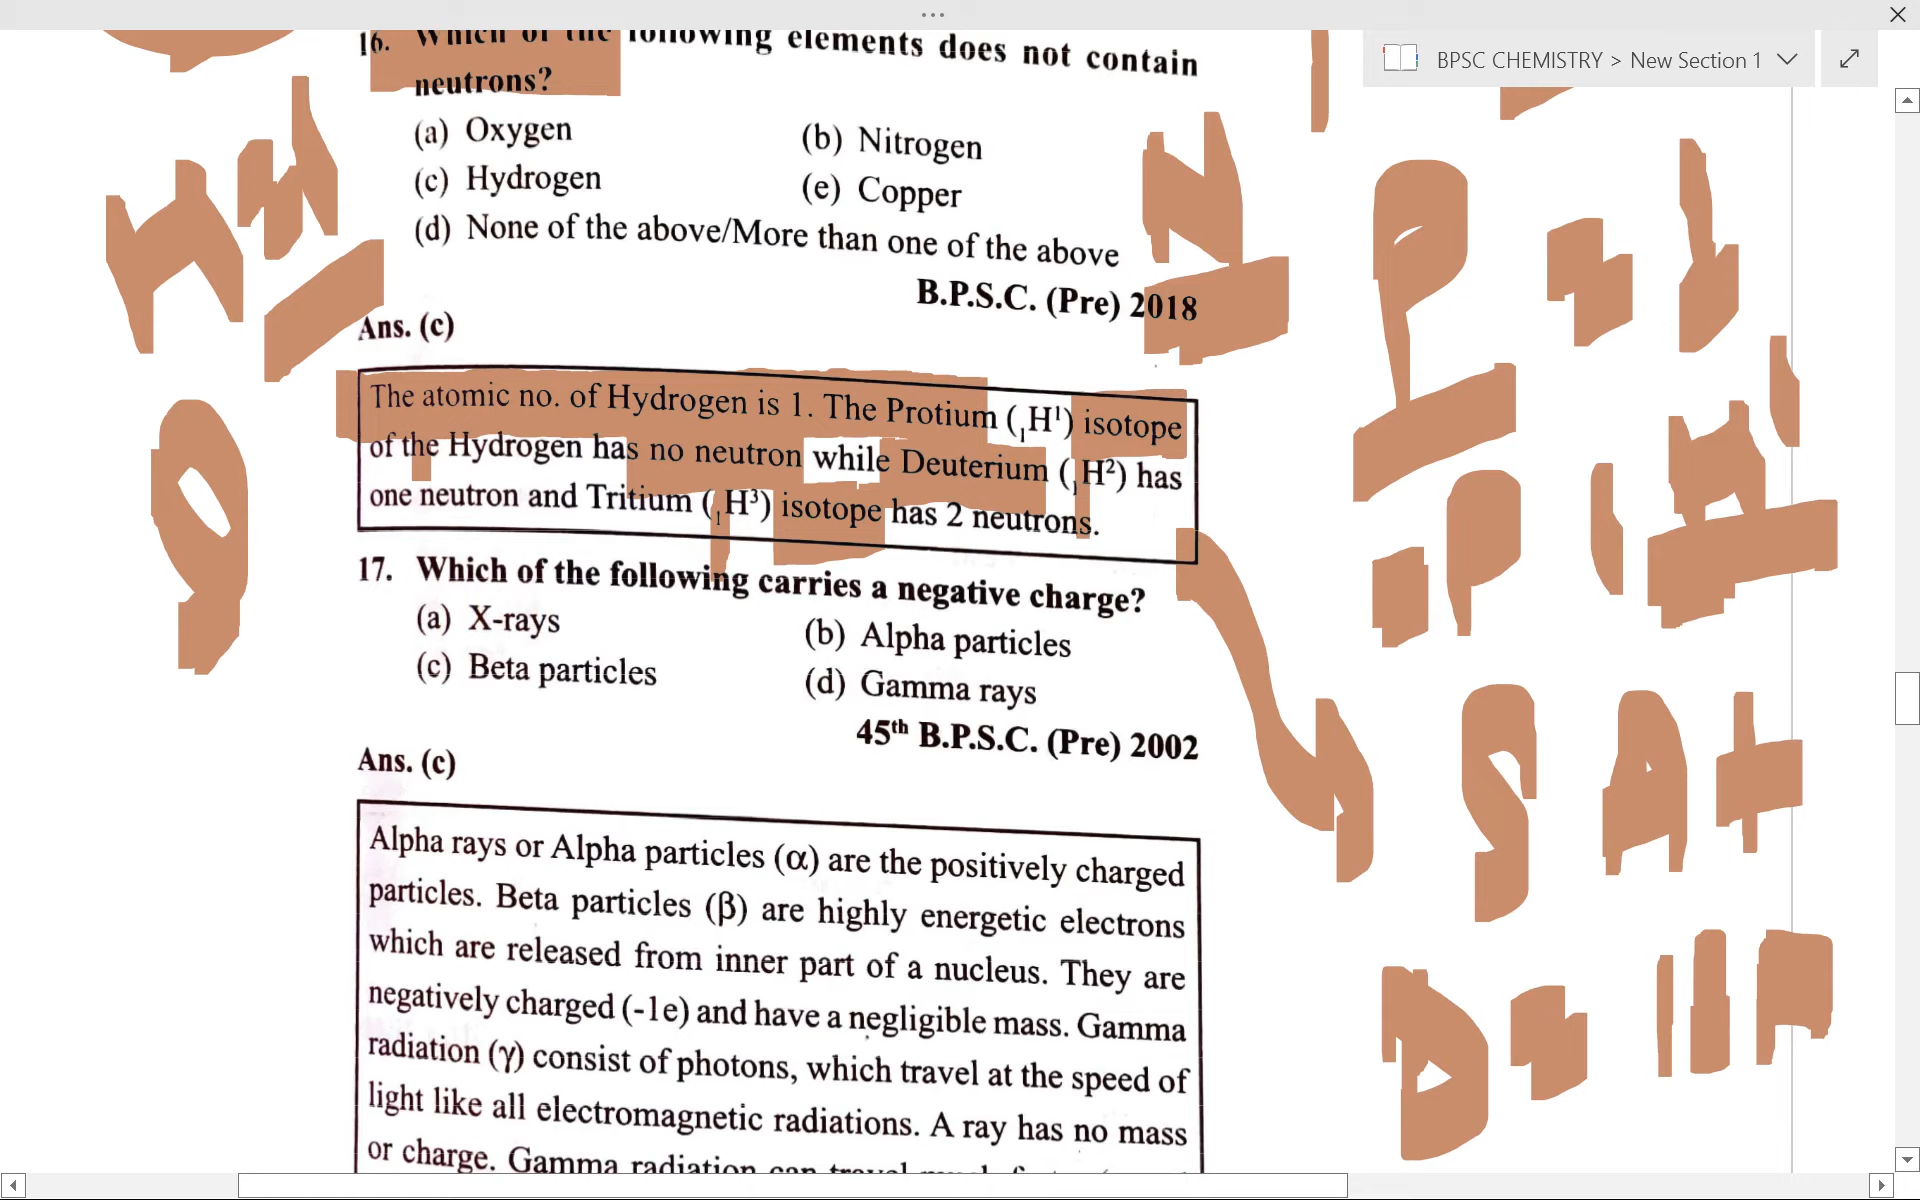 BPSC CHEMISTRY > New Section 1
16. Which of the following elements does not contain
neutrons?
(a) Oxygen (b) Nitrogen
(c) Hydrogen (e) Copper
(d) None of the above/More than one of the above
B.P.S.C. (Pre) 2018
Ans. (c)
The atomic no. of Hydrogen is 1. The Protium (₁H¹) isotope
of the Hydrogen has no neutron while Deuterium (₁H²) has
one neutron and Tritium (₁H³) isotope has 2 neutrons.
17. Which of the following carries a negative charge?
(a) X-rays (b) Alpha particles
(c) Beta particles (d) Gamma rays
45th B.P.S.C. (Pre) 2002
Ans. (c)
Alpha rays or Alpha particles (α) are the positively charged
particles. Beta particles (β) are highly energetic electrons
which are released from inner part of a nucleus. They are
negatively charged (-1e) and have a negligible mass. Gamma
radiation (γ) consist of photons, which travel at the speed of
light like all electromagnetic radiations. A ray has no mass
or charge. Gamma radiation can travel